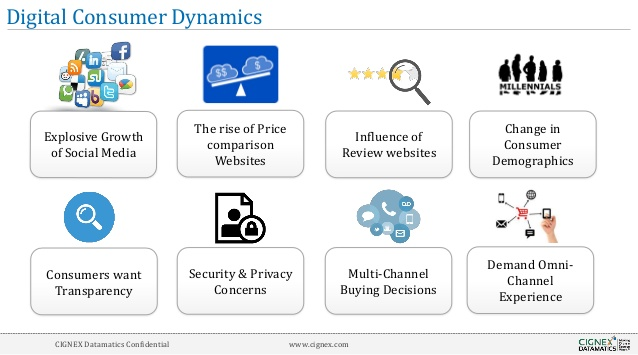 Digital Consumer Dynamics
MILLENNIALS
Explosive Growth
of Social Media
The rise of Price
comparison
Websites
Influence of
Review websites
Change in
Consumer
Demographics
Consumers want
Transparency
Security & Privacy
Concerns
Multi-Channel
Buying Decisions
Demand Omni-
Channel
Experience
CIGNEX Datamatics Confidential
www.cignex.com
CIGNEX
DATAMATICS